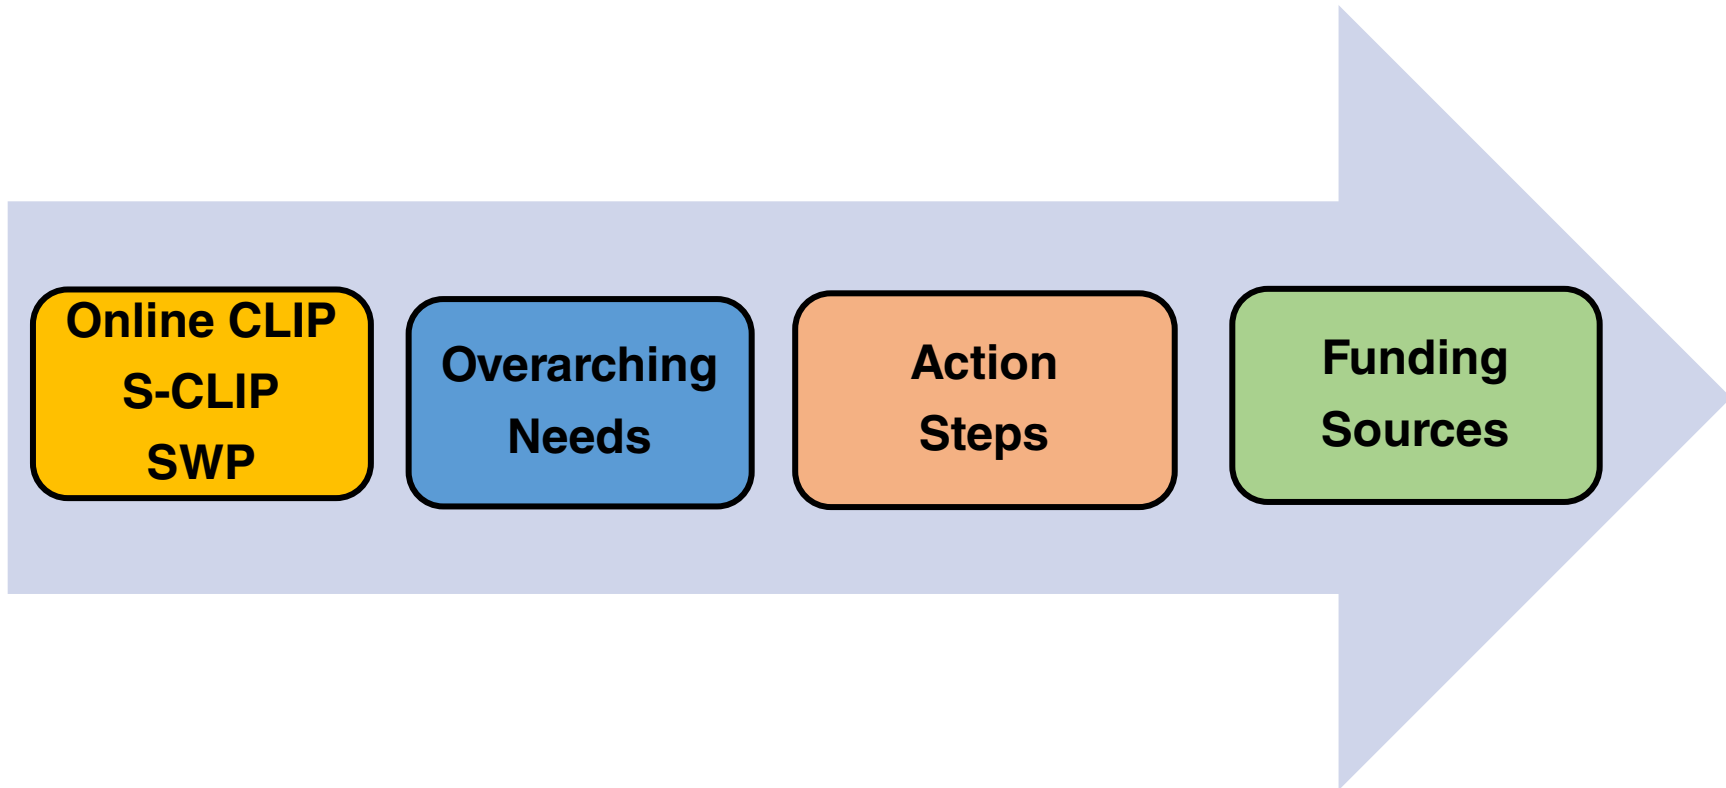 Online CLIP
S-CLIP
SWP
Overarching
Needs
Action
Steps
Funding
Sources